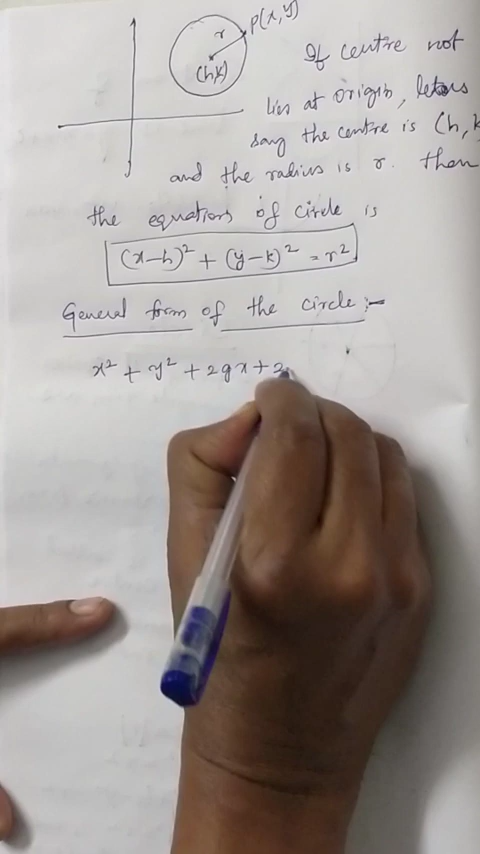 P(x, y)
r
(h,k)
If centre not
lies at origin, lets us
say the centre is (h, k
and the radius is r. then
the equation of circle is
(x-h)² + (y-k)² = r²
General form of the circle :-
x² + y² + 2gx + 2